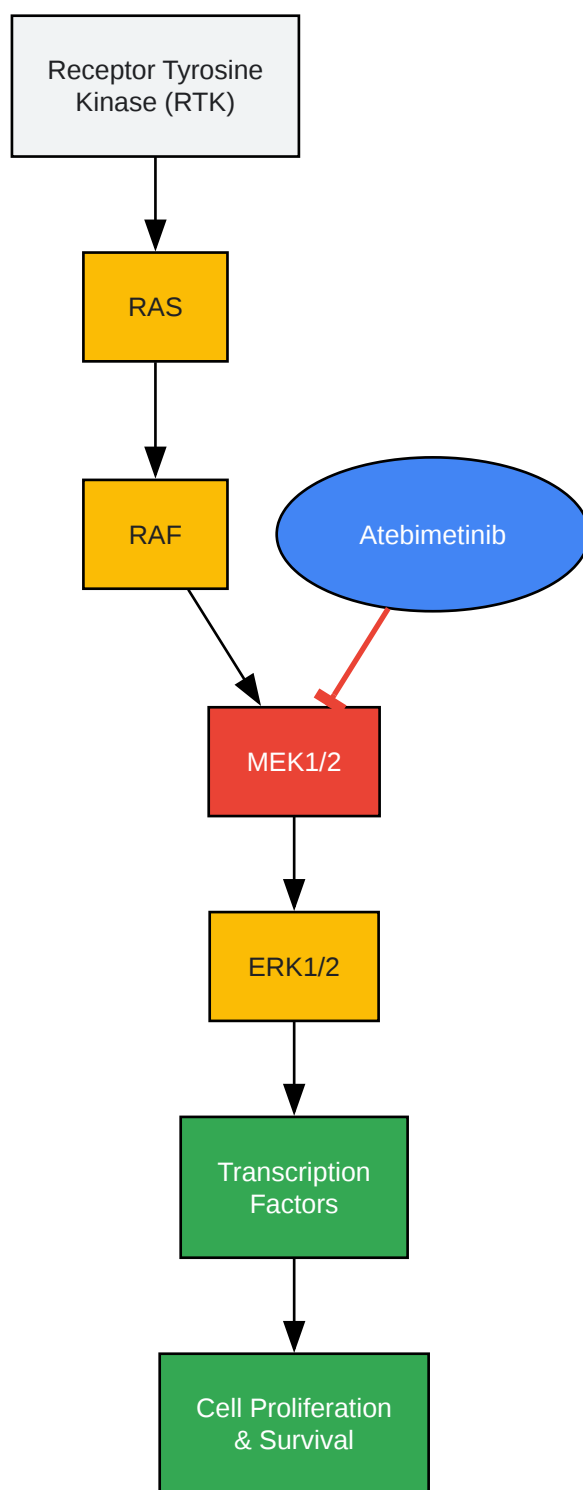 Receptor Tyrosine
Kinase (RTK)
RAS
RAF
Atebimetinib
MEK1/2
ERK1/2
Transcription
Factors
Cell Proliferation
& Survival